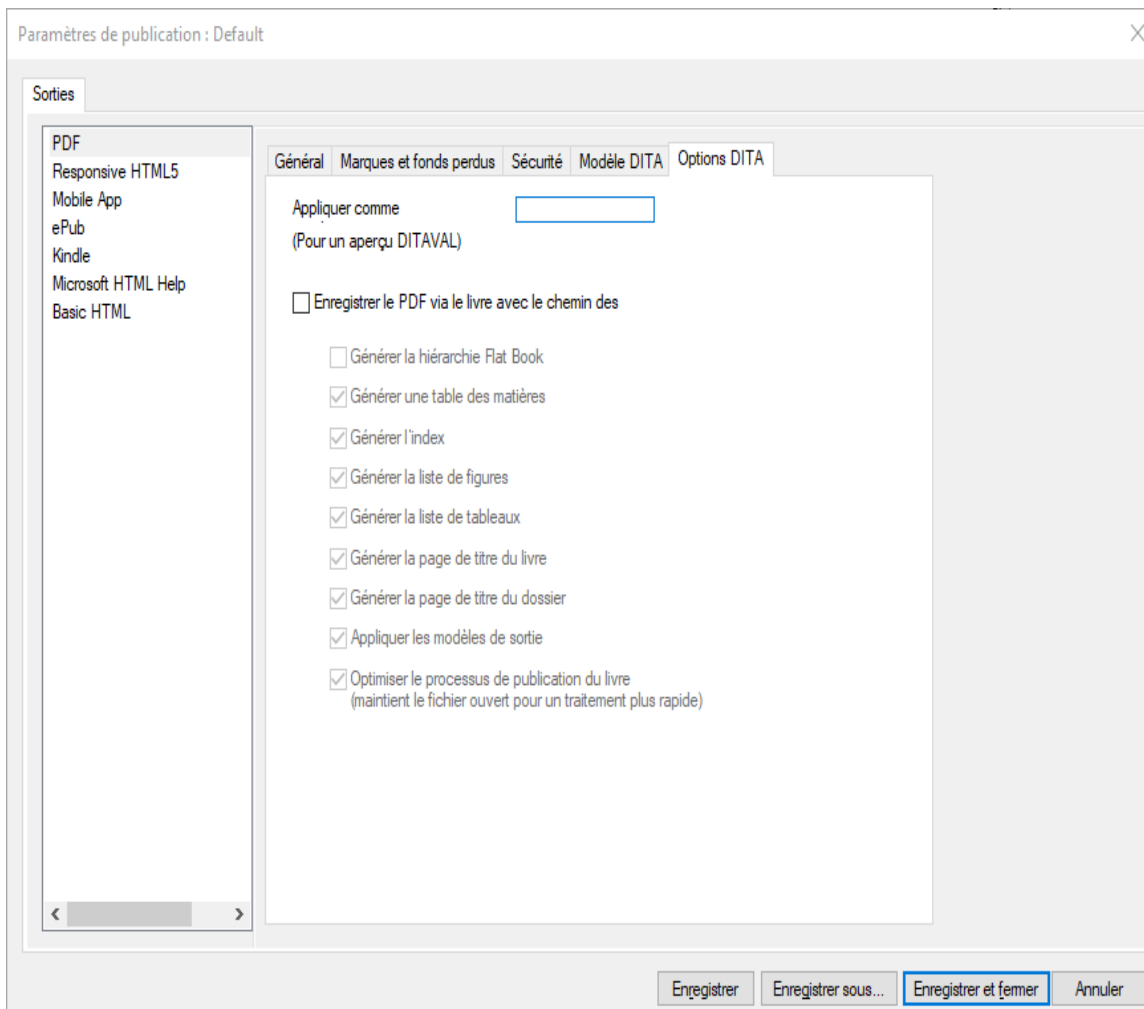 Paramètres de publication : Default
Sorties
PDF
Responsive HTML5
Mobile App
ePub
Kindle
Microsoft HTML Help
Basic HTML
Général Marques et fonds perdus Sécurité Modèle DITA Options DITA
Appliquer comme
(Pour un aperçu DITAVAL)
Enregistrer le PDF via le livre avec le chemin des
Générer la hiérarchie Flat Book
Générer une table des matières
Générer l'index
Générer la liste de figures
Générer la liste de tableaux
Générer la page de titre du livre
Générer la page de titre du dossier
Appliquer les modèles de sortie
Optimiser le processus de publication du livre
(maintient le fichier ouvert pour un traitement plus rapide)
Enregistrer Enregistrer sous... Enregistrer et fermer Annuler